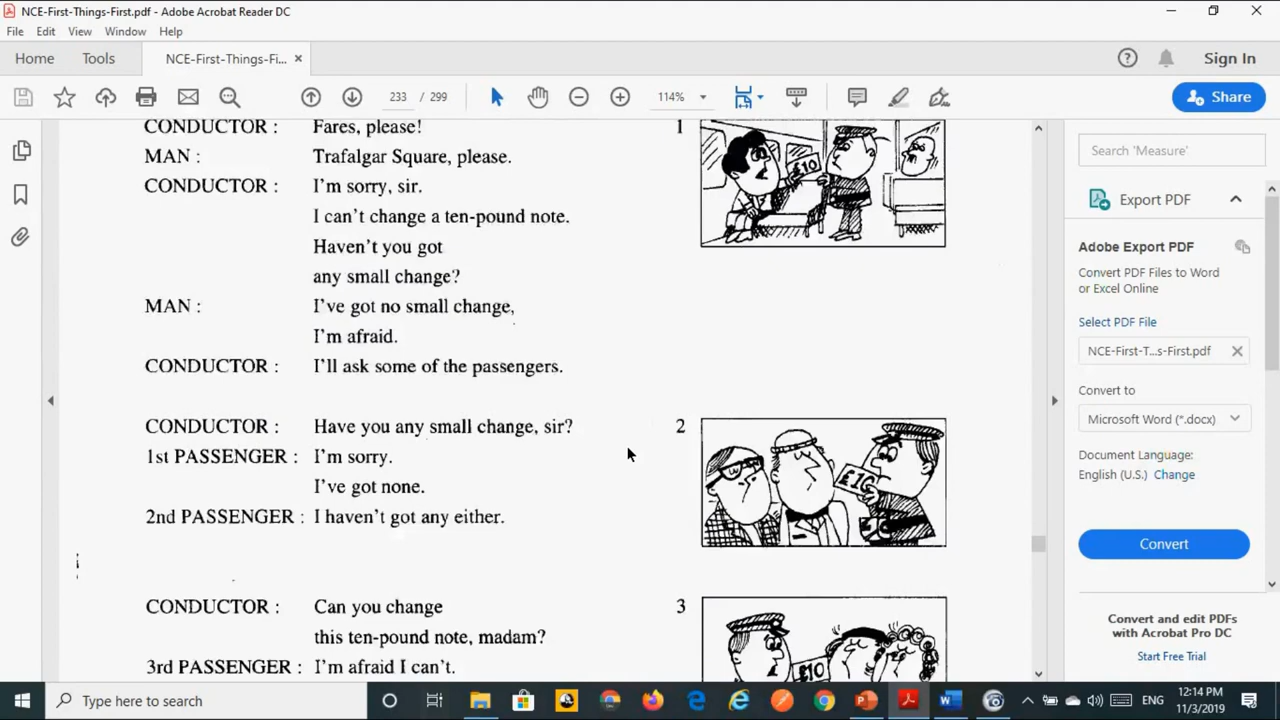 NCE-First-Things-First.pdf - Adobe Acrobat Reader DC
File Edit View Window Help
Home Tools NCE-First-Things-Fi... Sign In
233 / 299 114% Share
CONDUCTOR : Fares, please! 1
MAN : Trafalgar Square, please.
CONDUCTOR : I'm sorry, sir.
I can't change a ten-pound note.
Haven't you got
any small change?
MAN : I've got no small change,
I'm afraid.
CONDUCTOR : I'll ask some of the passengers.
£10
CONDUCTOR : Have you any small change, sir? 2
1st PASSENGER : I'm sorry.
I've got none.
2nd PASSENGER : I haven't got any either.
£10
CONDUCTOR : Can you change 3
this ten-pound note, madam?
3rd PASSENGER : I'm afraid I can't.
£10
Search 'Measure'
Export PDF
Adobe Export PDF
Convert PDF Files to Word
or Excel Online
Select PDF File
NCE-First-T...s-First.pdf
Convert to
Microsoft Word (*.docx)
Document Language:
English (U.S.) Change
Convert
Convert and edit PDFs
with Acrobat Pro DC
Start Free Trial
Type here to search
ENG
12:14 PM
11/3/2019